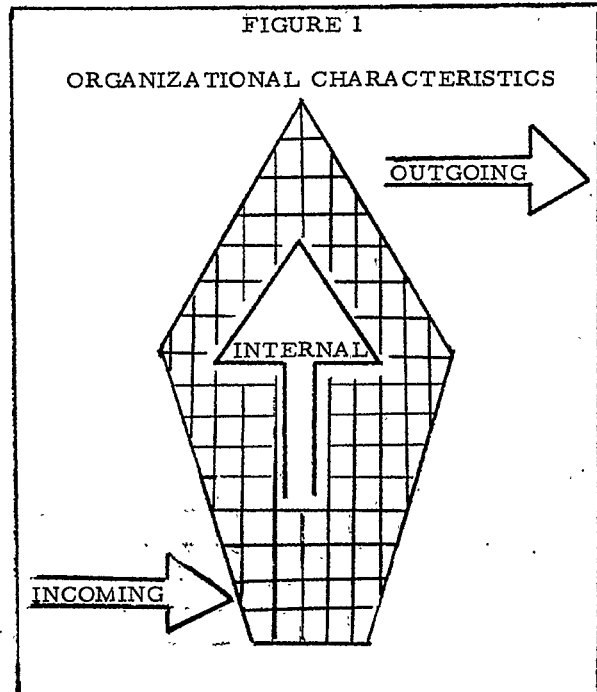 FIGURE 1
ORGANIZATIONAL CHARACTERISTICS
OUTGOING
INTERNAL
INCOMING